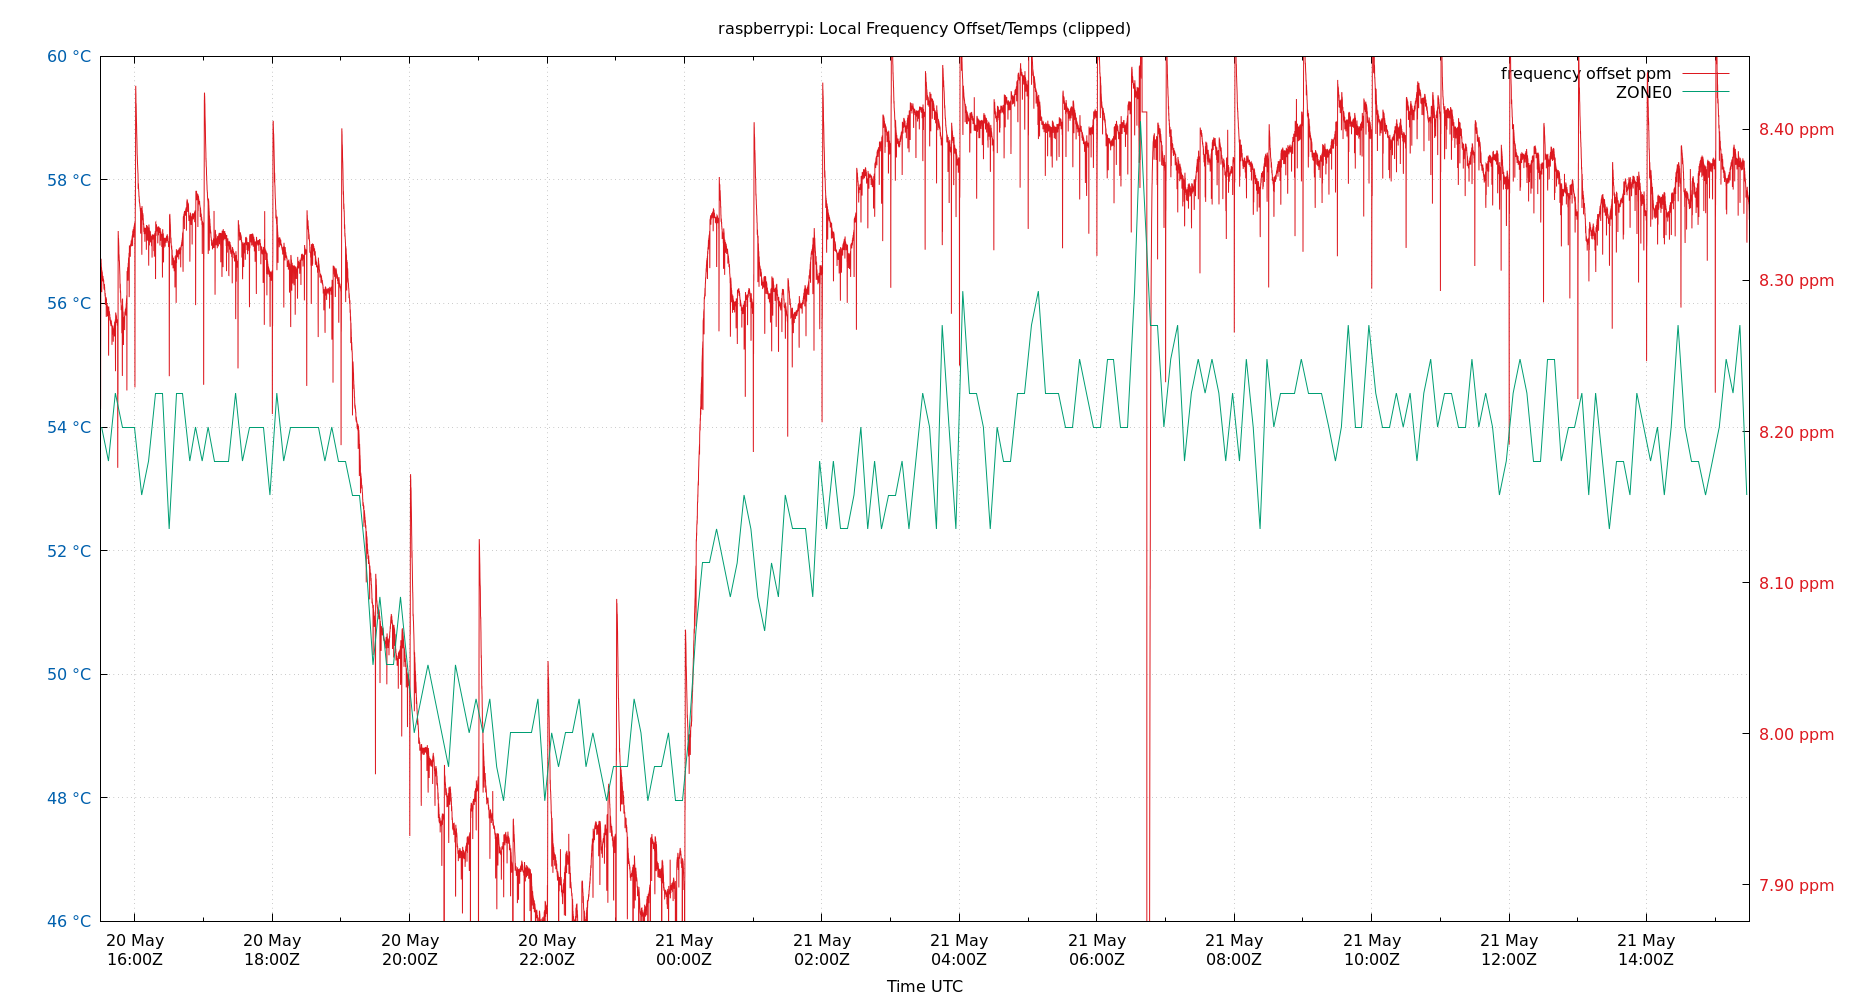 raspberrypi: Local Frequency Offset/Temps (clipped)
60 °C
58 °C
56 °C
54 °C
52 °C
50 °C
48 °C
46 °C
frequency offset ppm
ZONE0
8.40 ppm
8.30 ppm
8.20 ppm
8.10 ppm
8.00 ppm
7.90 ppm
20 May 20 May 20 May 20 May 21 May 21 May 21 May 21 May 21 May 21 May 21 May 21 May
16:00Z 18:00Z 20:00Z 22:00Z 00:00Z 02:00Z 04:00Z 06:00Z 08:00Z 10:00Z 12:00Z 14:00Z
Time UTC